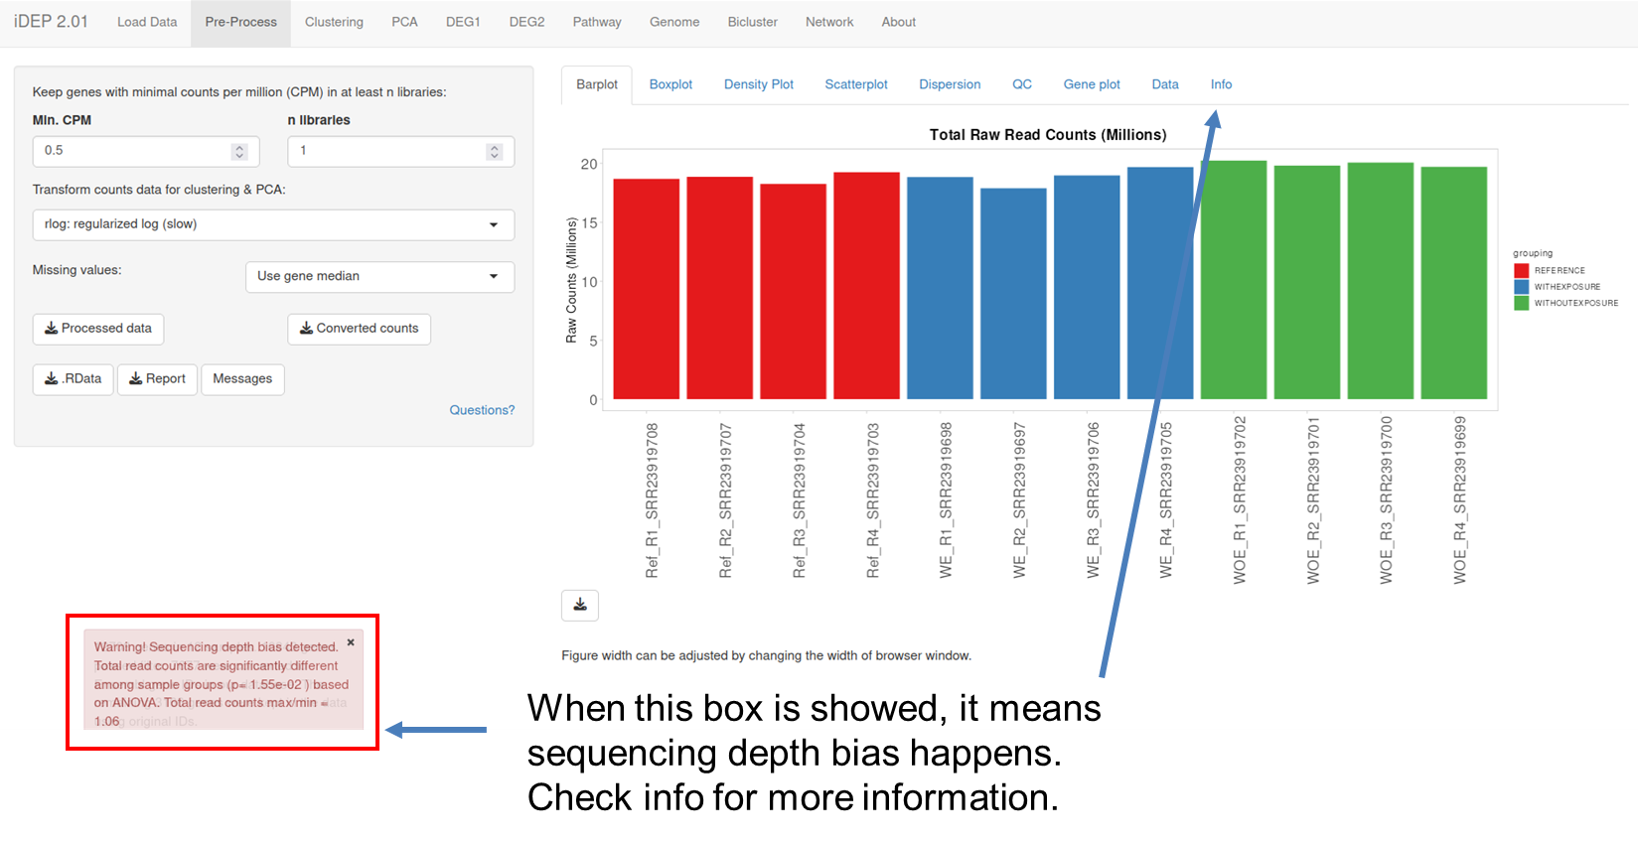 iDEP 2.01 Load Data Pre-Process Clustering PCA DEG1 DEG2 Pathway Genome Bicluster Network About
Keep genes with minimal counts per million (CPM) in at least n libraries:
Min. CPM n libraries
0.5 1
Transform counts data for clustering & PCA:
rlog: regularized log (slow)
Missing values:
Use gene median
Processed data Converted counts
.RData Report Messages
Questions?
Barplot Boxplot Density Plot Scatterplot Dispersion QC Gene plot Data Info
Total Raw Read Counts (Millions)
Raw Counts (Millions)
20
15
10
5
0
grouping
REFERENCE
WITHEXPOSURE
WITHOUTEXPOSURE
Ref_R1_SRR23919708
Ref_R2_SRR23919707
Ref_R3_SRR23919704
Ref_R4_SRR23919703
WE_R1_SRR23919698
WE_R2_SRR23919697
WE_R3_SRR23919706
WE_R4_SRR23919705
WOE_R1_SRR23919702
WOE_R2_SRR23919701
WOE_R3_SRR23919700
WOE_R4_SRR23919699
Figure width can be adjusted by changing the width of browser window.
Warning! Sequencing depth bias detected.
Total read counts are significantly different
among sample groups (p= 1.55e-02 ) based
on ANOVA. Total read counts max/min =
1.06
original IDs.
When this box is showed, it means
sequencing depth bias happens.
Check info for more information.